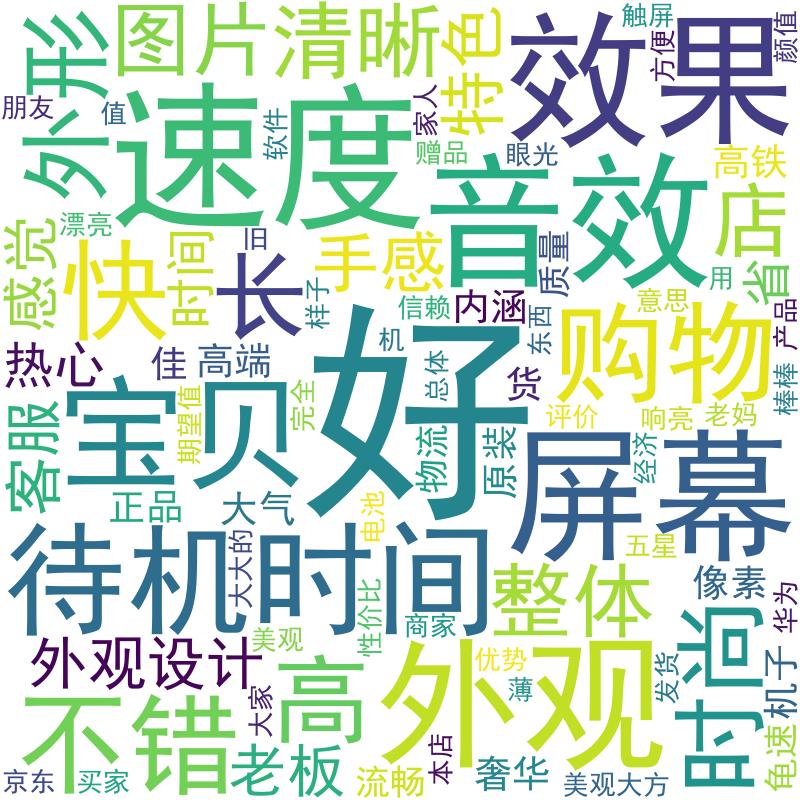 外形
图片清晰
特色
效果
触屏
方便
颜值
朋友
值
速度
软件
家人
赠品
眼光
高铁
音效
店
漂亮
感觉
快
时间
旧
长
样子
手感
信赖
内涵
质量
东西
意思
用
省
产品
热心
佳
高端
机
总体
货
购物
棒棒
客服
宝贝
期望值
完全
好
物流
原装
评价
响亮
老妈
经济
屏幕
正品
大气
电池
待机时间
大大的
性价比
五星
整体
像素
华为
外观设计
美观
商家
优势
薄
外观
发货
时尚
机子
龟速
不错
高
大家
老板
流畅
本店
奢华
美观大方
京东
买家